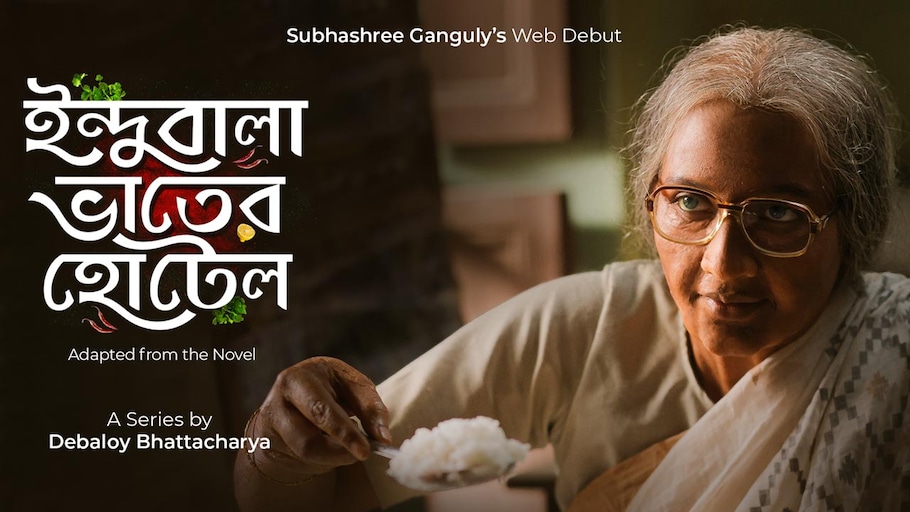 Subhashree Ganguly's Web Debut
ইন্দুবালা
ভাতের
হোটেল
Adapted from the Novel
A Series by
Debaloy Bhattacharya